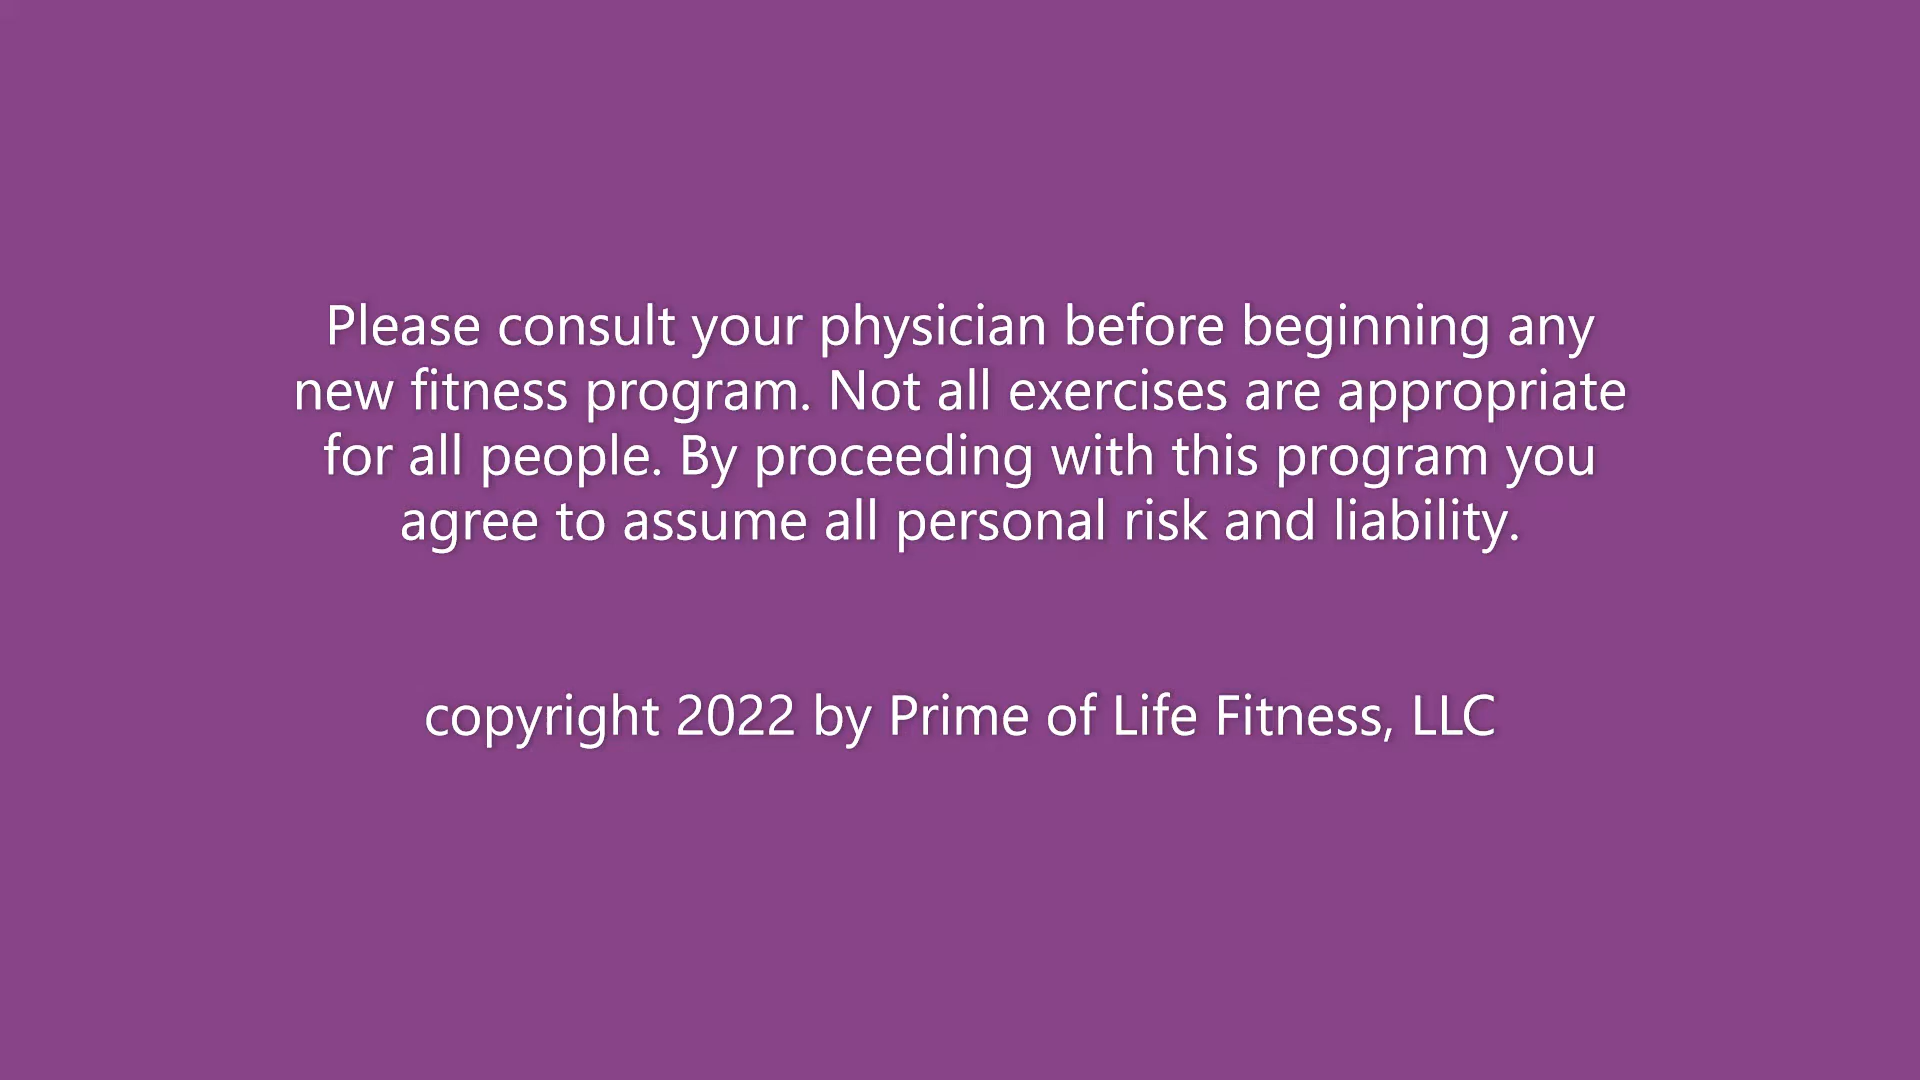 Please consult your physician before beginning any
new fitness program. Not all exercises are appropriate
for all people. By proceeding with this program you
agree to assume all personal risk and liability.
copyright 2022 by Prime of Life Fitness, LLC